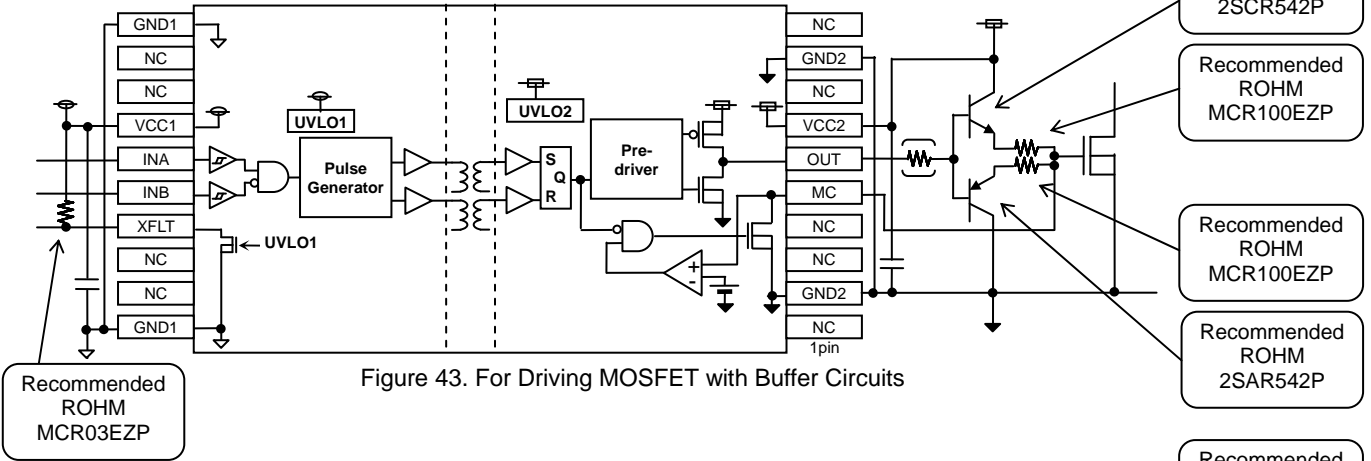 2SCR542P
GND1
NC
NC
VCC1
INA
INB
XFLT
NC
NC
GND1
UVLO1
Pulse
Generator
UVLO1
UVLO2
S
Q
R
Pre-
driver
+
-
NC
GND2
NC
VCC2
OUT
MC
NC
NC
GND2
NC
1pin
Recommended
ROHM
MCR100EZP
Recommended
ROHM
MCR100EZP
Recommended
ROHM
2SAR542P
Recommended
ROHM
MCR03EZP
Figure 43. For Driving MOSFET with Buffer Circuits
Recommended